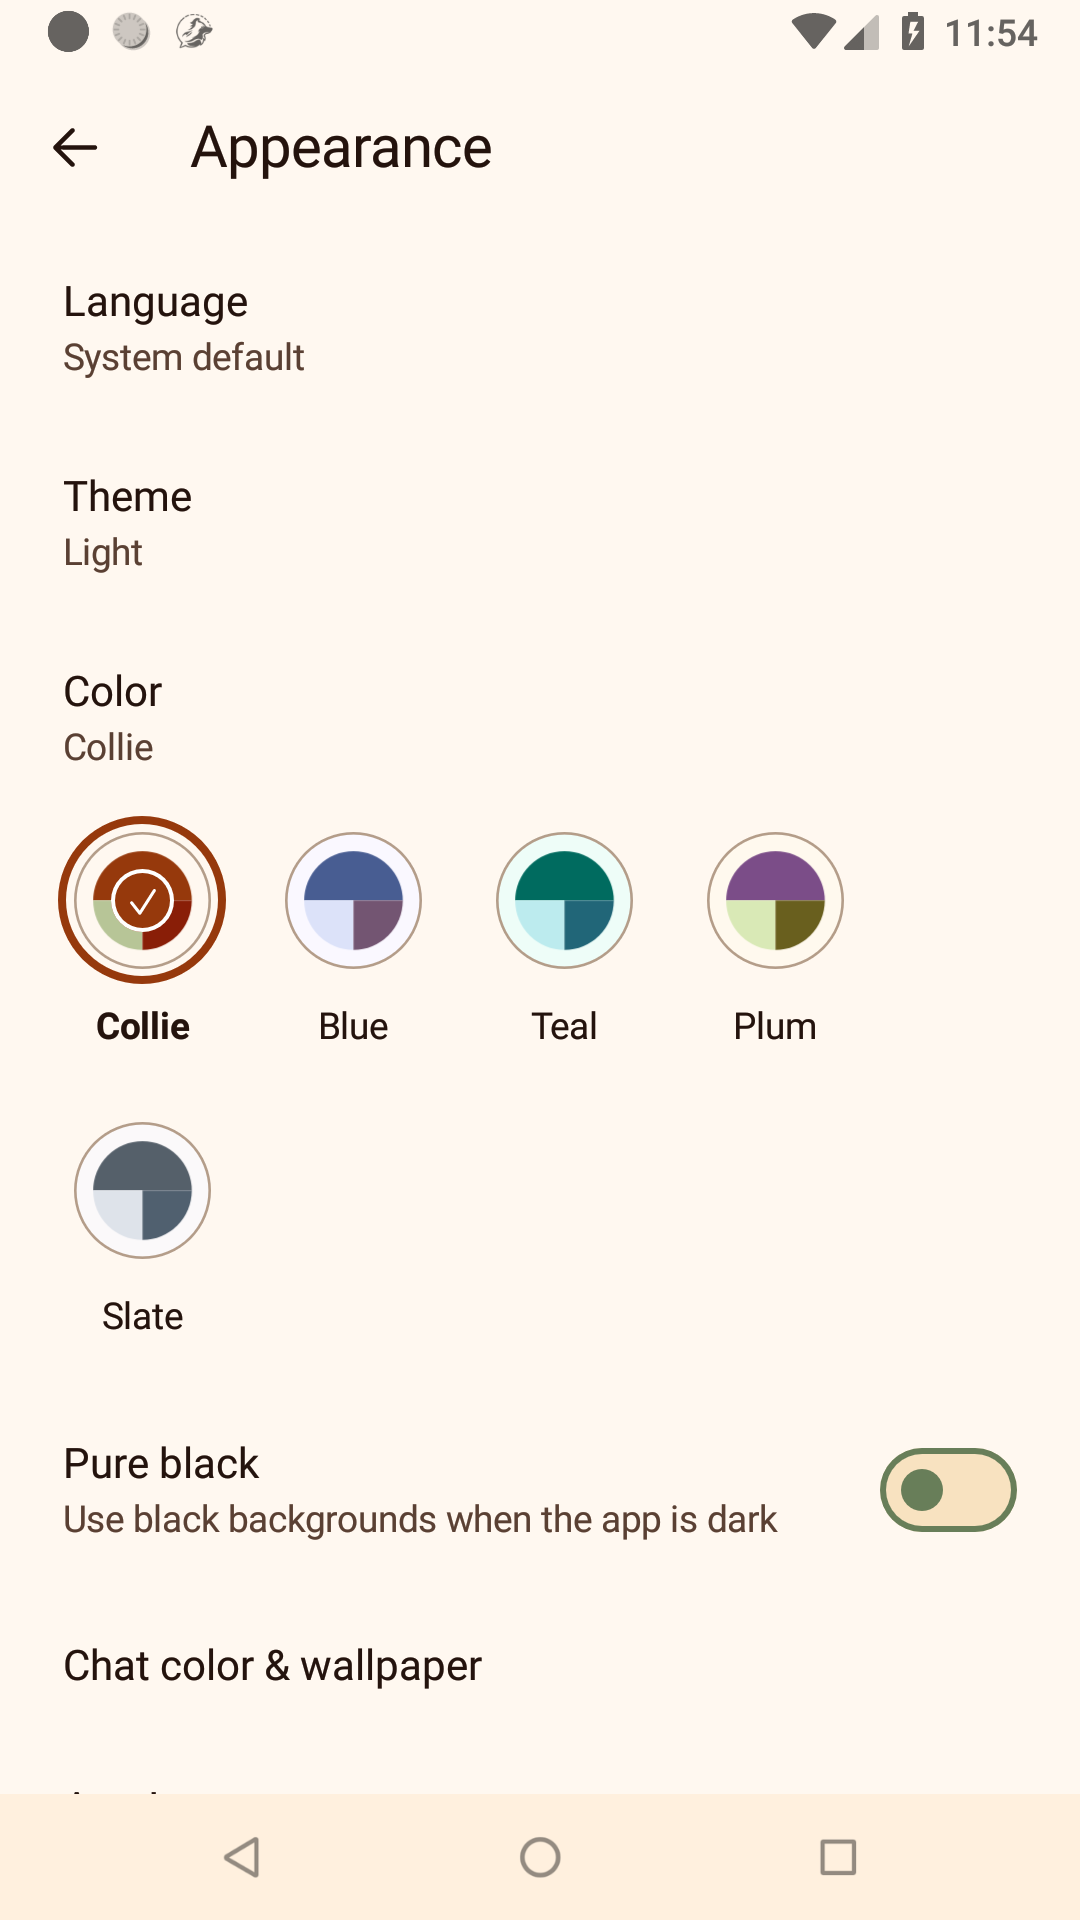 11:54
Appearance
Language
System default
Theme
Light
Color
Collie
Collie
Blue
Teal
Plum
Slate
Pure black
Use black backgrounds when the app is dark
Chat color & wallpaper